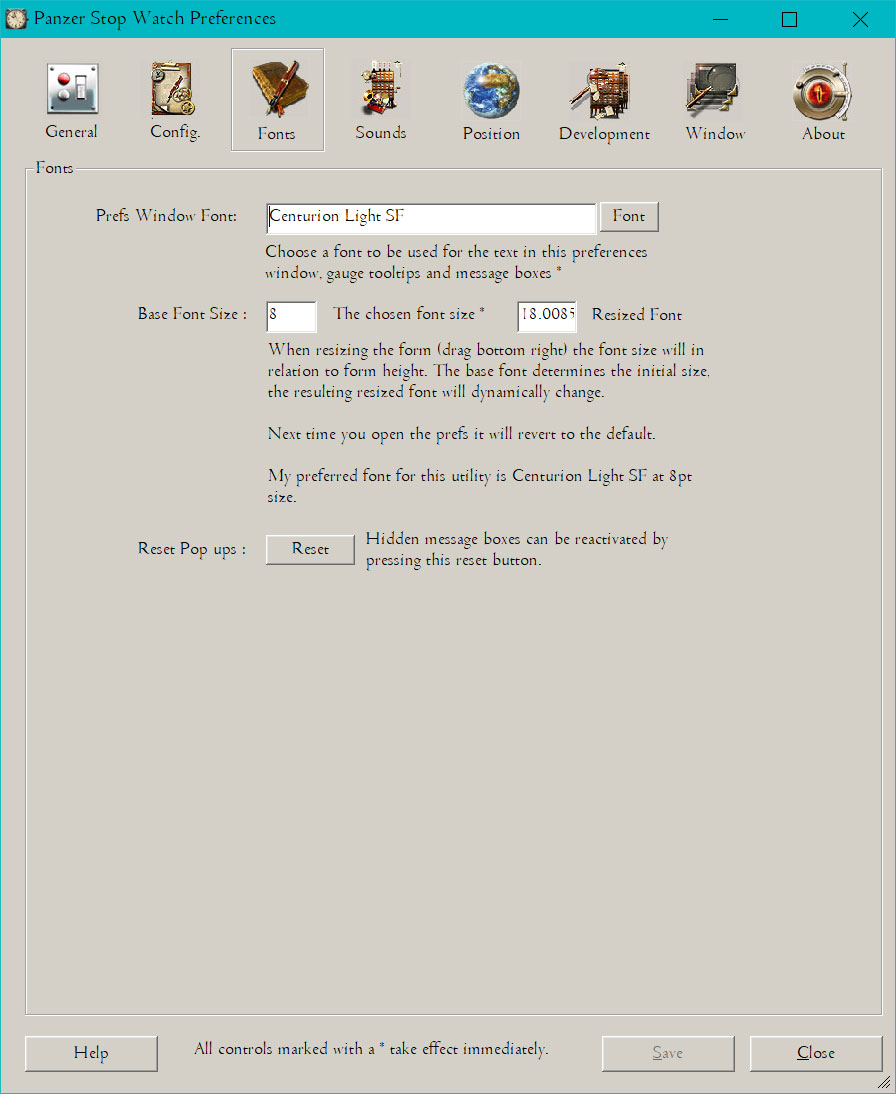 Panzer Stop Watch Preferences
General
Config.
Fonts
Sounds
Position
Development
Window
About
Fonts
Prefs Window Font:
Centurion Light SF
Font
Choose a font to be used for the text in this preferences
window, gauge tooltips and message boxes *
Base Font Size :
8
The chosen font size *
18.0085
Resized Font
When resizing the form (drag bottom right) the font size will in
relation to form height. The base font determines the initial size,
the resulting resized font will dynamically change.
Next time you open the prefs it will revert to the default.
My preferred font for this utility is Centurion Light SF at 8pt
size.
Reset Pop ups :
Reset
Hidden message boxes can be reactivated by
pressing this reset button.
Help
All controls marked with a * take effect immediately.
Save
Close